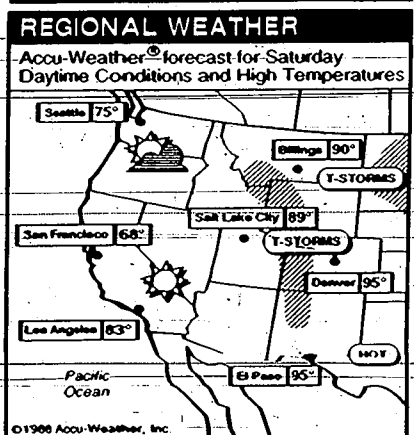 REGIONAL WEATHER
Accu-Weather® forecast for Saturday
Daytime Conditions and High Temperatures
Seattle 75°
Billings 90°
T-STORMS
Salt Lake City 89°
San Francisco 68°
T-STORMS
Denver 95°
Los Angeles 83°
HOT
El Paso 95°
Pacific
Ocean
©1988 Accu-Weather, Inc.